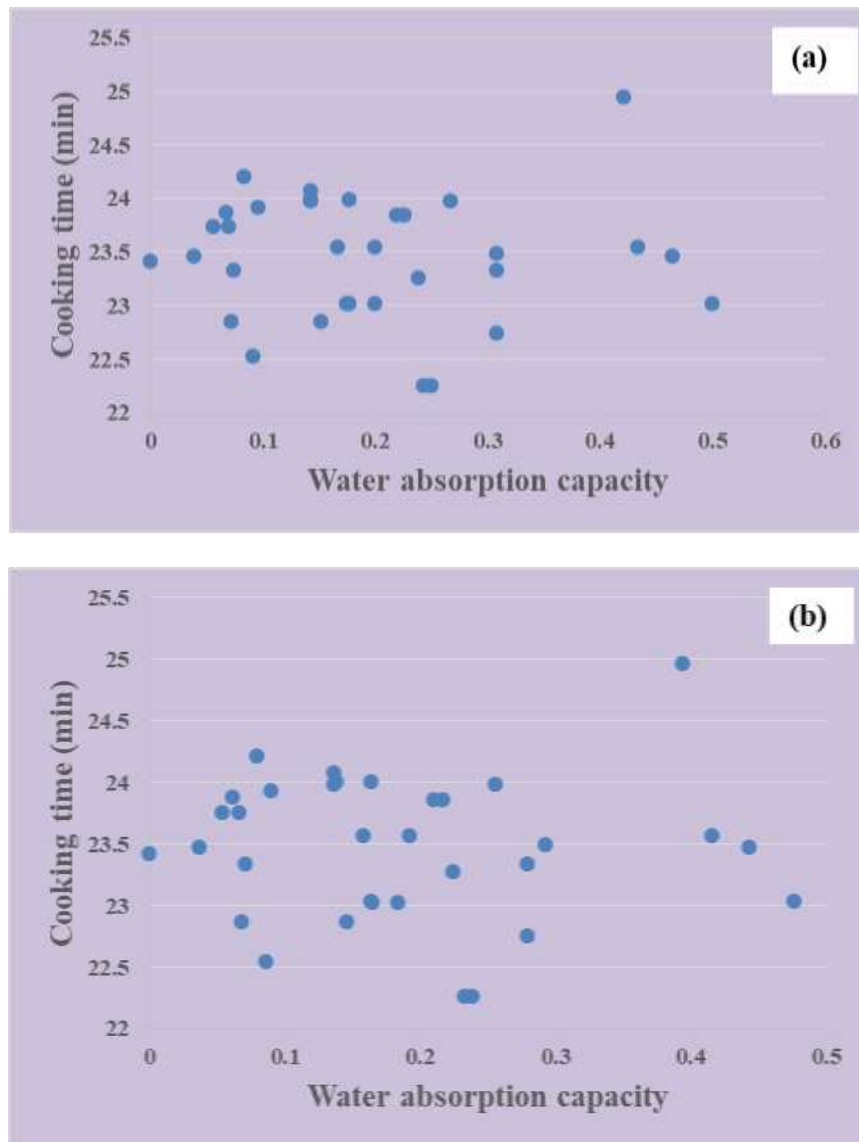 (a)
25.5
25
24.5
24
23.5
23
22.5
22
Cooking time (min)
0 0.1 0.2 0.3 0.4 0.5 0.6
Water absorption capacity
(b)
25.5
25
24.5
24
23.5
23
22.5
22
Cooking time (min)
0 0.1 0.2 0.3 0.4 0.5
Water absorption capacity